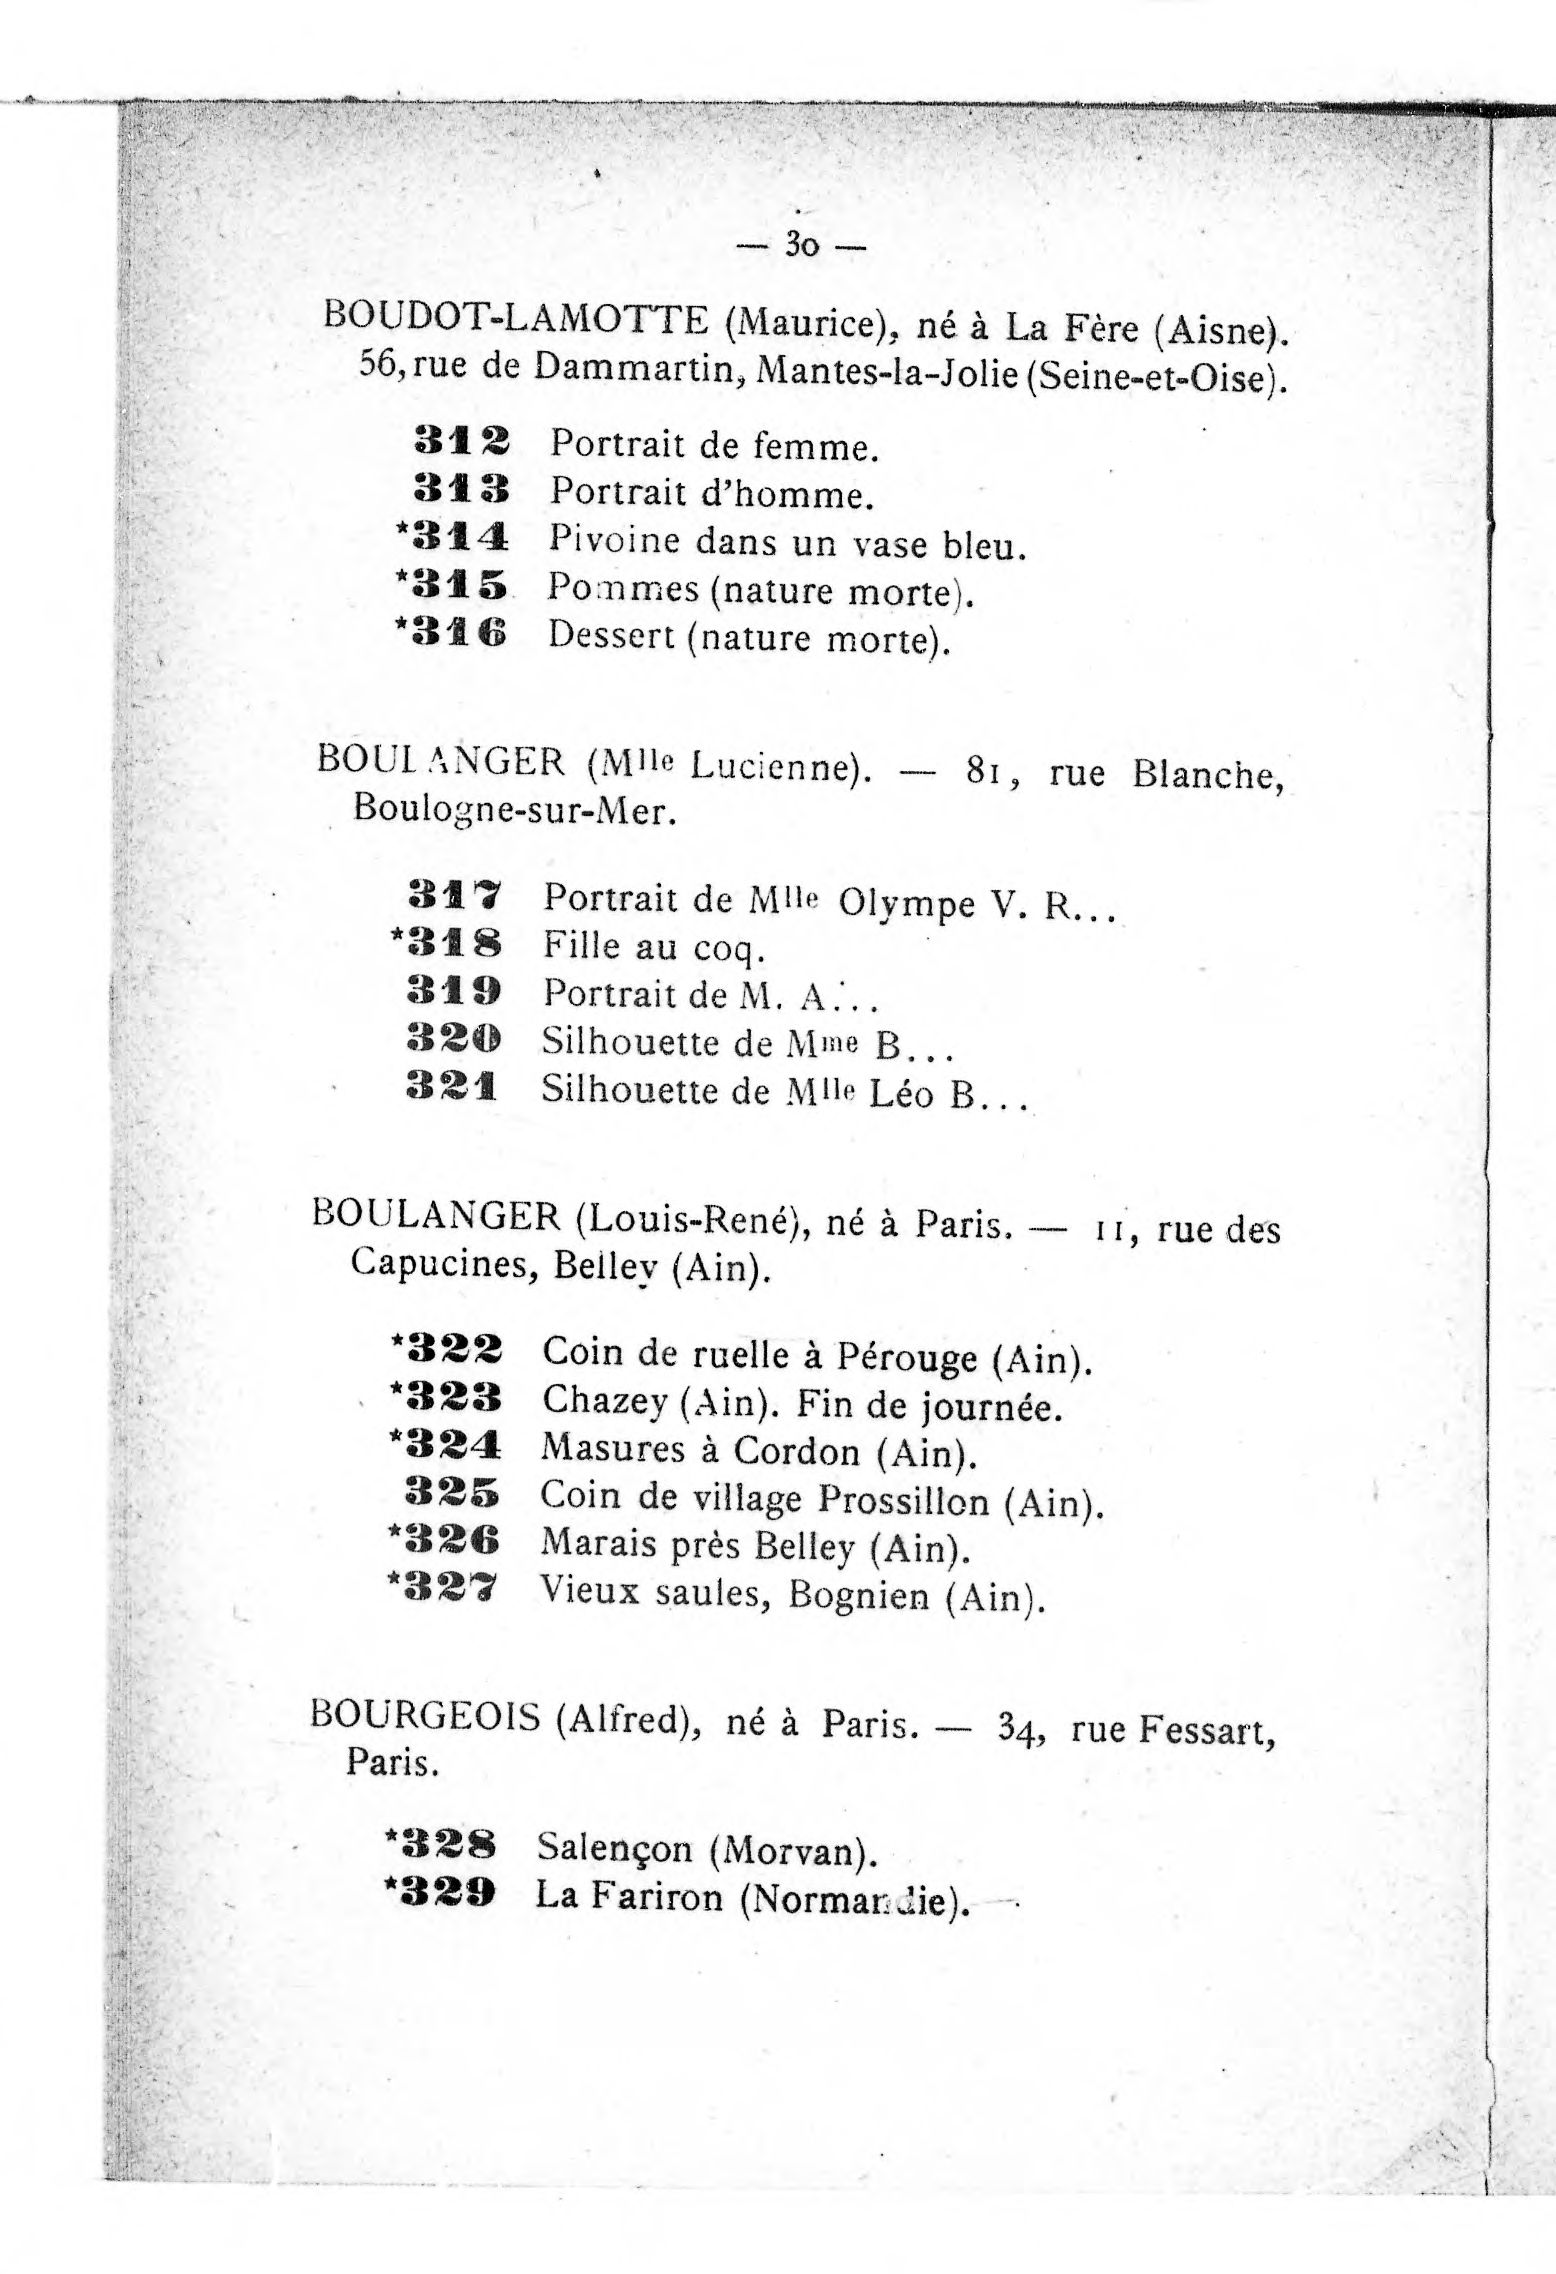 — 30 —
BOUDOT-LAMOTTE (Maurice), né à La Fère (Aisne).
56, rue de Dammartin, Mantes-la-Jolie (Seine-et-Oise).
312 Portrait de femme.
313 Portrait d'homme.
*314 Pivoine dans un vase bleu.
*315 Pommes (nature morte).
*316 Dessert (nature morte).
BOULANGER (Mlle Lucienne). — 81, rue Blanche,
Boulogne-sur-Mer.
317 Portrait de Mlle Olympe V. R...
*318 Fille au coq.
319 Portrait de M. A...
320 Silhouette de Mme B...
321 Silhouette de Mlle Léo B...
BOULANGER (Louis-René), né à Paris. — 11, rue des
Capucines, Belley (Ain).
*322 Coin de ruelle à Pérouge (Ain).
*323 Chazey (Ain). Fin de journée.
*324 Masures à Cordon (Ain).
325 Coin de village Prossillon (Ain).
*326 Marais près Belley (Ain).
*327 Vieux saules, Bognien (Ain).
BOURGEOIS (Alfred), né à Paris. — 34, rue Fessart,
Paris.
*328 Salençon (Morvan).
*329 La Fariron (Normandie).